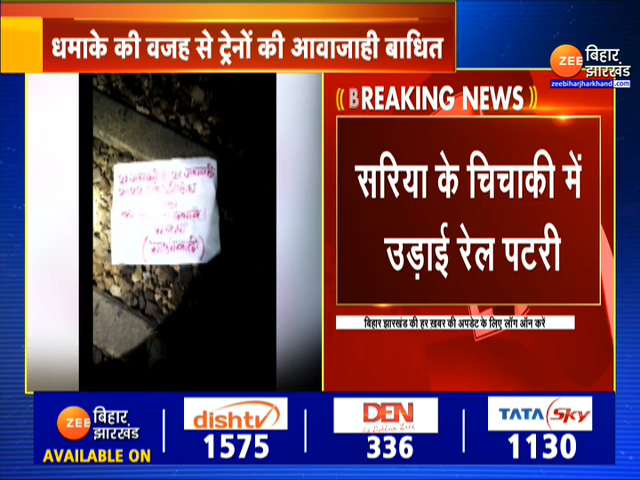 धमाके की वजह से ट्रेनों की आवाजाही बाधित
ZEE बिहार झारखंड
zeebiharjharkhand.com
BREAKING NEWS
सरिया के चिचाकी में
उड़ाई रेल पटरी
बिहार झारखंड की हर ख़बर की अपडेट के लिए लॉग ऑन करें
ZEE बिहार झारखंड
AVAILABLE ON
dishtv
1575
DEN
336
TATA Sky
1130